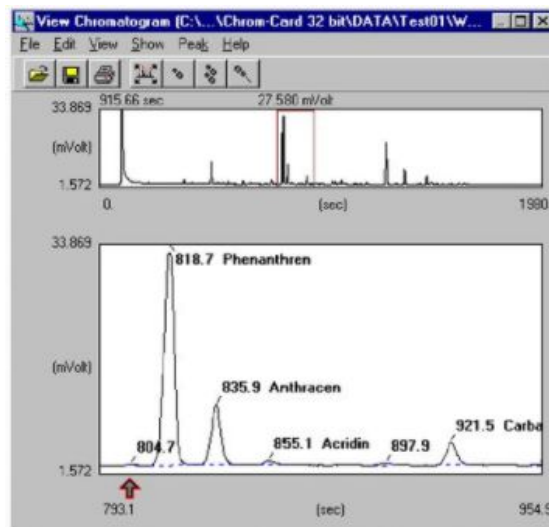 View Chromatogram (C:\...\Chrom-Card 32 bit\DATA\Test01\W...
File Edit View Show Peak Help
915.66 sec 27.580 mVolt
33.869
(mVolt)
1.572
0. (sec) 1980
33.869
818.7 Phenanthren
(mVolt)
835.9 Anthracen
921.5 Carba
804.7
855.1 Acridin
897.9
1.572
793.1 (sec) 954.9